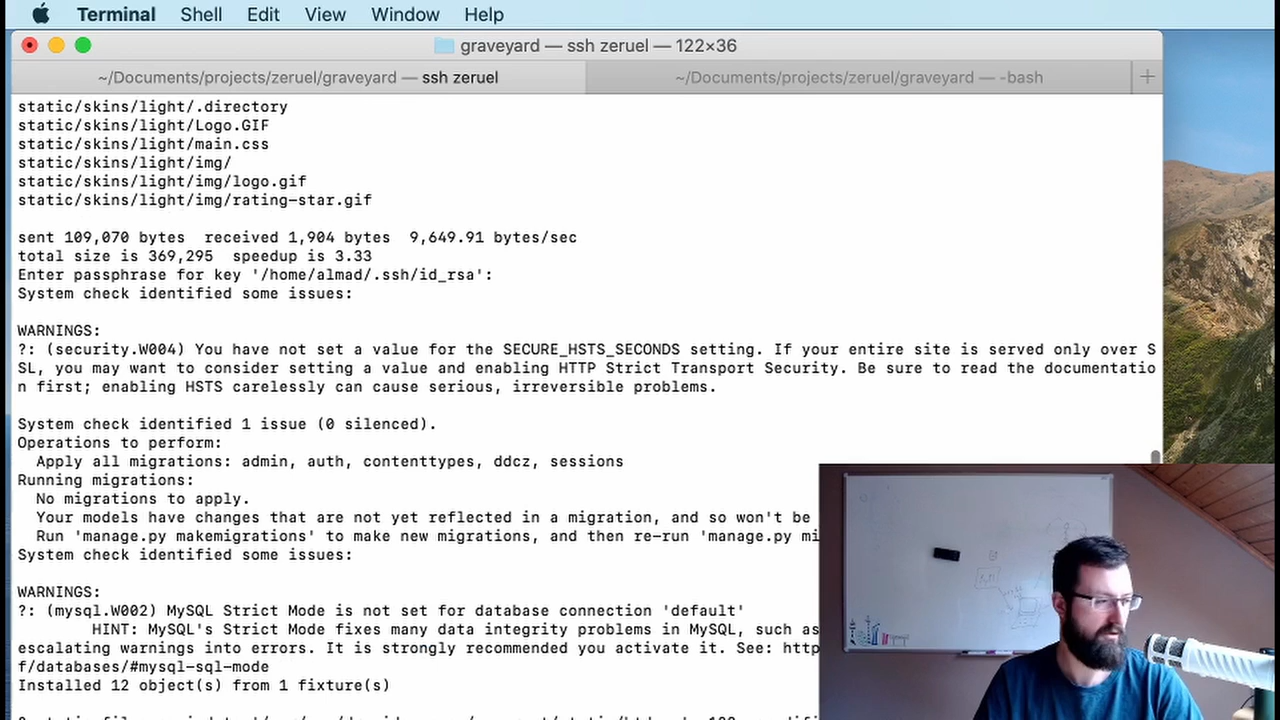 Terminal Shell Edit View Window Help
graveyard — ssh zeruel — 122×36
~/Documents/projects/zeruel/graveyard — ssh zeruel ~/Documents/projects/zeruel/graveyard — -bash +
static/skins/light/.directory
static/skins/light/Logo.GIF
static/skins/light/main.css
static/skins/light/img/
static/skins/light/img/logo.gif
static/skins/light/img/rating-star.gif
sent 109,070 bytes  received 1,904 bytes  9,649.91 bytes/sec
total size is 369,295  speedup is 3.33
Enter passphrase for key '/home/almad/.ssh/id_rsa':
System check identified some issues:
WARNINGS:
?: (security.W004) You have not set a value for the SECURE_HSTS_SECONDS setting. If your entire site is served only over S
SL, you may want to consider setting a value and enabling HTTP Strict Transport Security. Be sure to read the documentatio
n first; enabling HSTS carelessly can cause serious, irreversible problems.
System check identified 1 issue (0 silenced).
Operations to perform:
  Apply all migrations: admin, auth, contenttypes, ddcz, sessions
Running migrations:
  No migrations to apply.
  Your models have changes that are not yet reflected in a migration, and so won't be
  Run 'manage.py makemigrations' to make new migrations, and then re-run 'manage.py mi
System check identified some issues:
WARNINGS:
?: (mysql.W002) MySQL Strict Mode is not set for database connection 'default'
        HINT: MySQL's Strict Mode fixes many data integrity problems in MySQL, such as
escalating warnings into errors. It is strongly recommended you activate it. See: http
f/databases/#mysql-sql-mode
Installed 12 object(s) from 1 fixture(s)